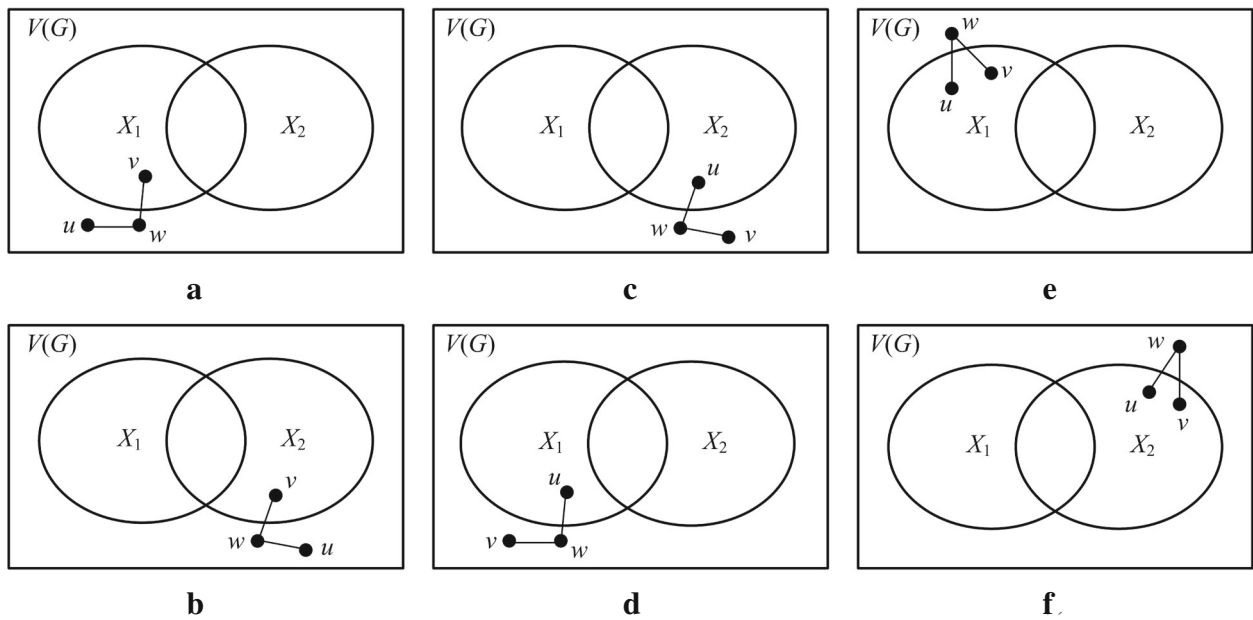 V(G)
X1 X2
v
u w
a
V(G)
X1 X2
u
w v
c
V(G)
w
v
u
X1 X2
e
V(G)
X1 X2
v
w u
b
V(G)
X1 X2
u
v w
d
V(G)
w
u v
X1 X2
f